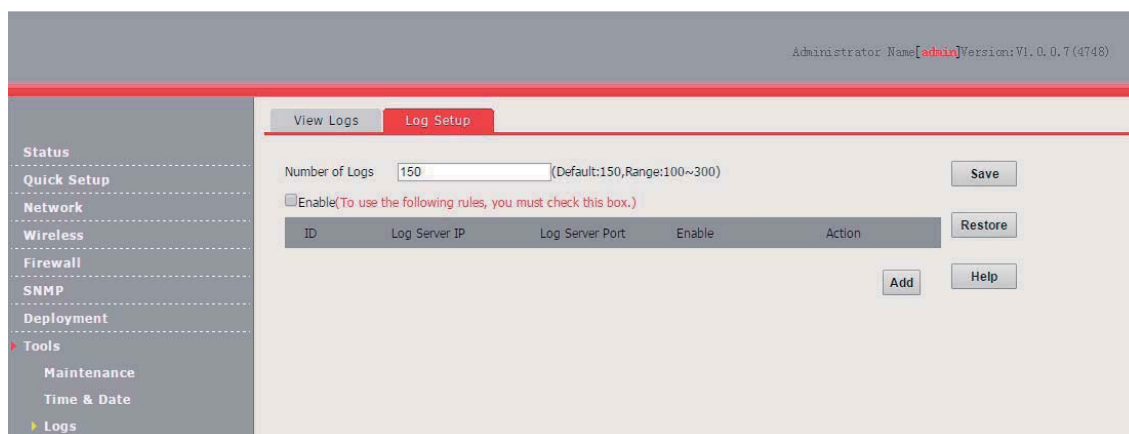 Administrator Name[admin]Version:V1.0.0.7(4748)
View Logs
Log Setup
Status
Quick Setup
Network
Wireless
Firewall
SNMP
Deployment
Tools
Maintenance
Time & Date
Logs
Number of Logs 150 (Default:150,Range:100~300)
Enable(To use the following rules, you must check this box.)
ID Log Server IP Log Server Port Enable Action
Add
Save
Restore
Help